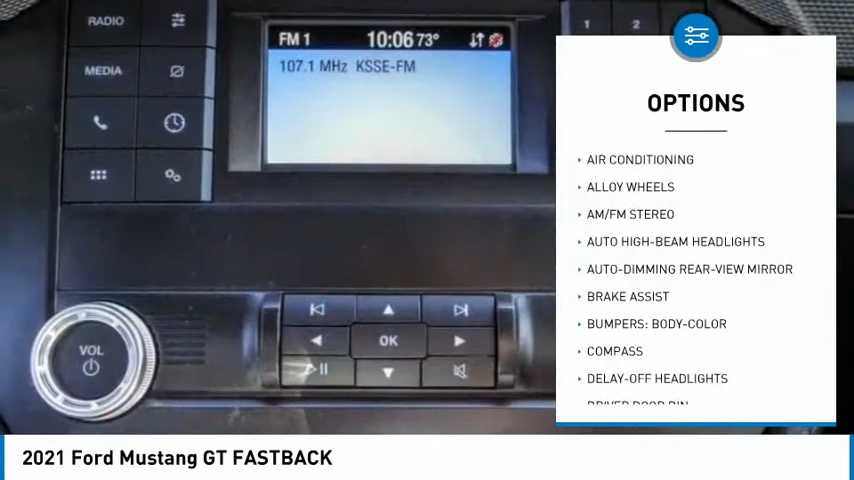 RADIO
MEDIA
FM 1 10:06 73°
107.1 MHz KSSE-FM
1 2
VOL
OK
OPTIONS
AIR CONDITIONING
ALLOY WHEELS
AM/FM STEREO
AUTO HIGH-BEAM HEADLIGHTS
AUTO-DIMMING REAR-VIEW MIRROR
BRAKE ASSIST
BUMPERS: BODY-COLOR
COMPASS
DELAY-OFF HEADLIGHTS
2021 Ford Mustang GT FASTBACK